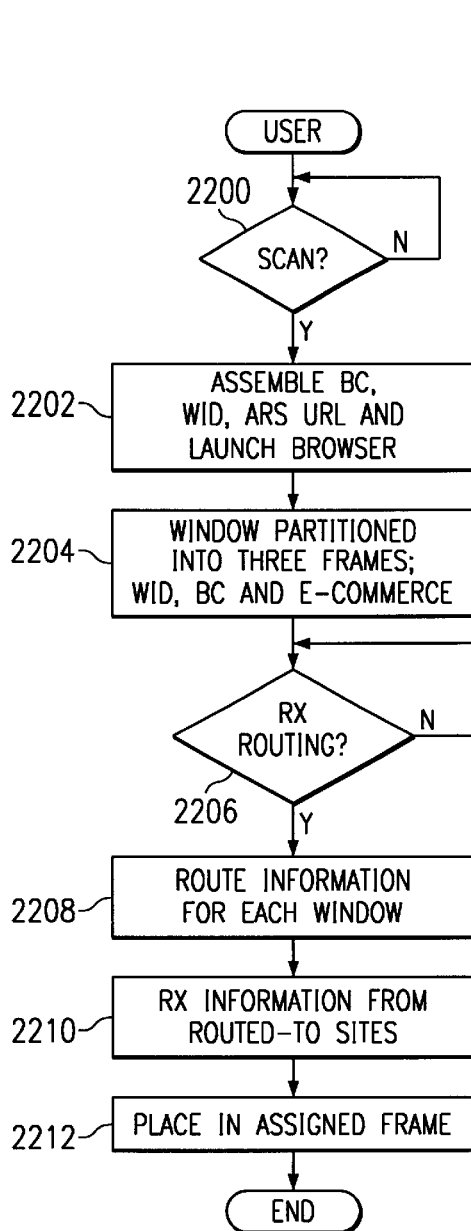 USER
2200
SCAN?
N
Y
2202
ASSEMBLE BC,
WID, ARS URL AND
LAUNCH BROWSER
2204
WINDOW PARTITIONED
INTO THREE FRAMES;
WID, BC AND E-COMMERCE
RX
ROUTING?
N
2206
Y
2208
ROUTE INFORMATION
FOR EACH WINDOW
2210
RX INFORMATION FROM
ROUTED-TO SITES
2212
PLACE IN ASSIGNED FRAME
END